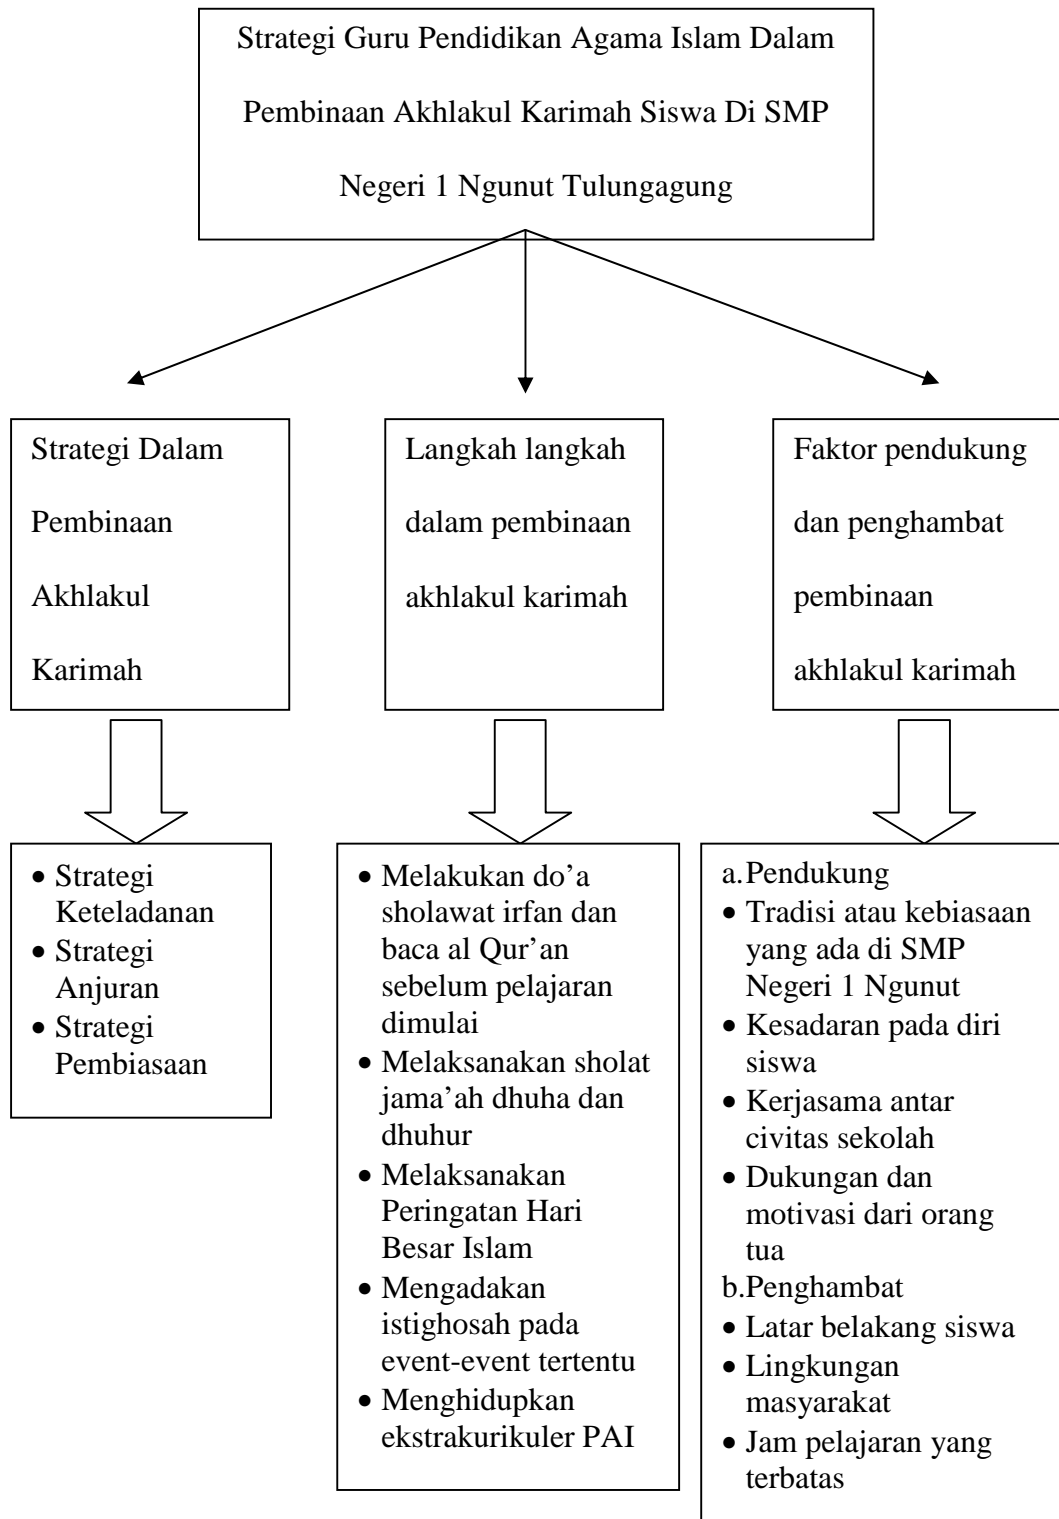 Strategi Guru Pendidikan Agama Islam Dalam
Pembinaan Akhlakul Karimah Siswa Di SMP
Negeri 1 Ngunut Tulungagung
Strategi Dalam
Pembinaan
Akhlakul
Karimah
Langkah langkah
dalam pembinaan
akhlakul karimah
Faktor pendukung
dan penghambat
pembinaan
akhlakul karimah
• Strategi
Keteladanan
• Strategi
Anjuran
• Strategi
Pembiasaan
• Melakukan do’a
sholawat irfan dan
baca al Qur’an
sebelum pelajaran
dimulai
• Melaksanakan sholat
jama’ah dhuha dan
dhuhur
• Melaksanakan
Peringatan Hari
Besar Islam
• Mengadakan
istighosah pada
event-event tertentu
• Menghidupkan
ekstrakurikuler PAI
a.Pendukung
• Tradisi atau kebiasaan
yang ada di SMP
Negeri 1 Ngunut
• Kesadaran pada diri
siswa
• Kerjasama antar
civitas sekolah
• Dukungan dan
motivasi dari orang
tua
b.Penghambat
• Latar belakang siswa
• Lingkungan
masyarakat
• Jam pelajaran yang
terbatas